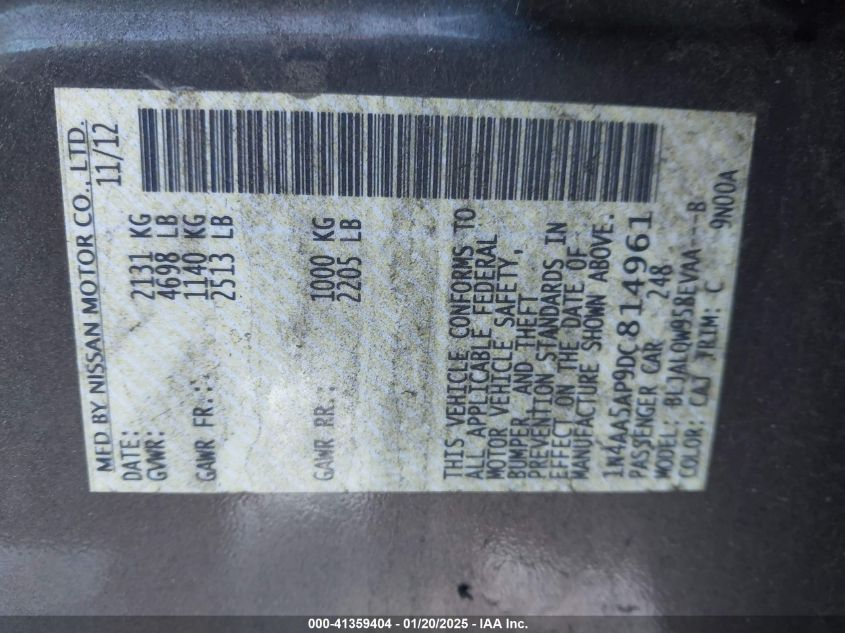 MFD BY NISSAN MOTOR CO., LTD.
DATE: 11/12
GVWR: 2131 KG
4698 LB
GAWR FR.: 1140 KG
2513 LB
GAWR RR.: 1000 KG
2205 LB
THIS VEHICLE CONFORMS TO
ALL APPLICABLE FEDERAL
MOTOR VEHICLE SAFETY,
BUMPER, AND THEFT
PREVENTION STANDARDS IN
EFFECT ON THE DATE OF
MANUFACTURE SHOWN ABOVE.
1N4AA5AP9DC814961
PASSENGER CAR 248
MODEL: BLJALQW95BEVAA---B
COLOR: CAJ TRIM: C 9N00A
000-41359404 - 01/20/2025 - IAA Inc.